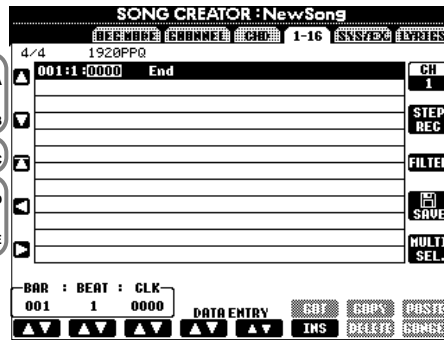 SONG CREATOR : NewSong
REC MODE CHANNEL CHD 1-16 SYS/EX. LYRICS
4/4 1920PPQ
001:1:0000 End
CH
1
STEP
REC
FILTER
SAVE
MULTI
SEL.
BAR : BEAT : CLK
001 1 0000
DATA ENTRY
CUT COPY PASTE
INS DELETE CANCEL